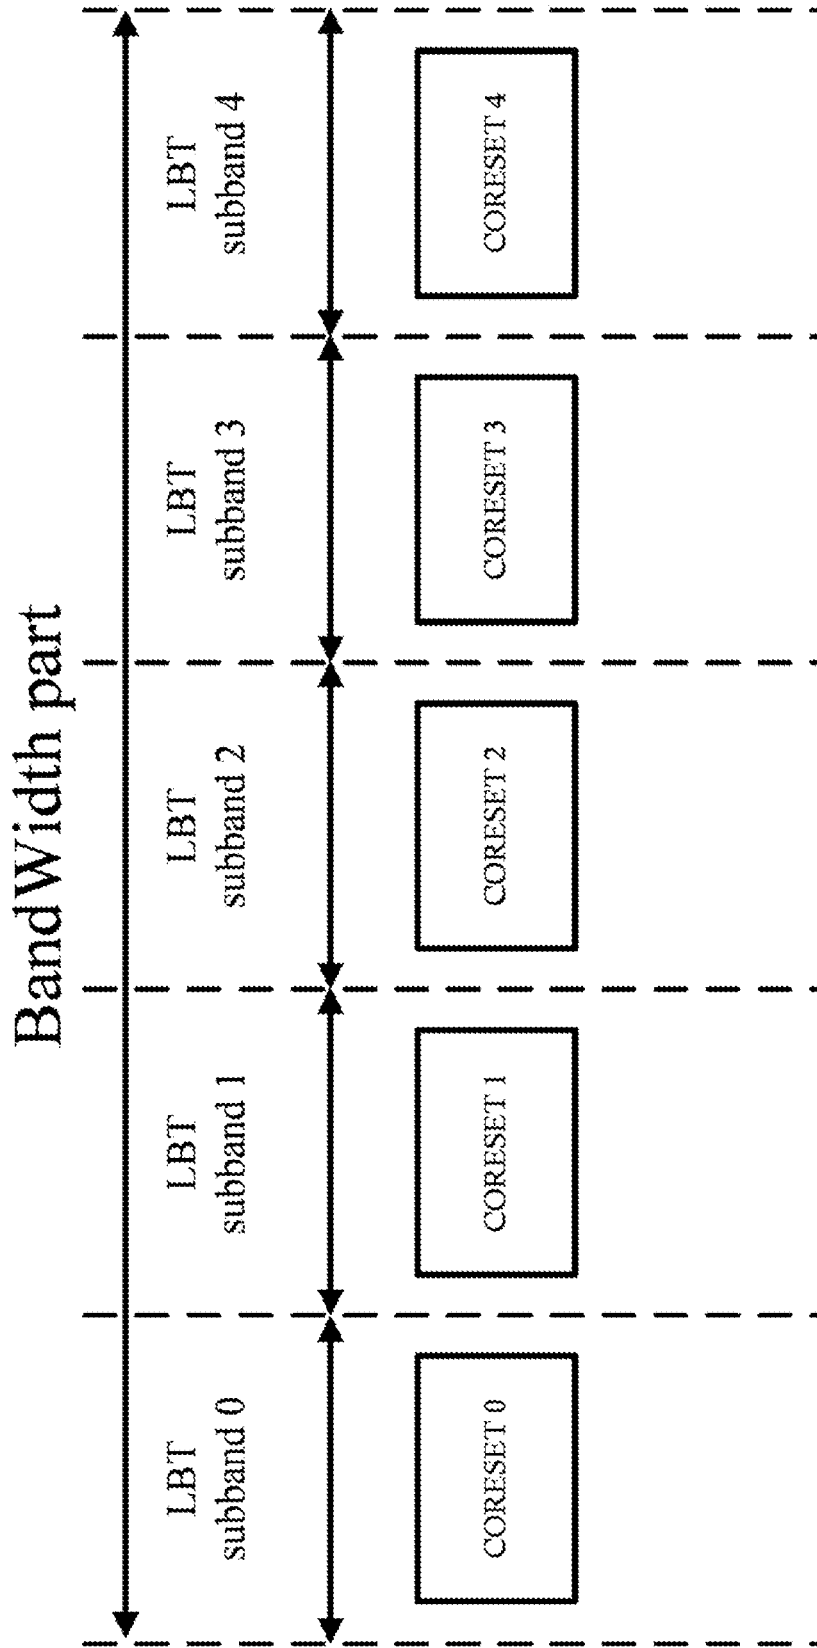 BandWidth part
LBT
subband 0
LBT
subband 1
LBT
subband 2
LBT
subband 3
LBT
subband 4
CORESET 0
CORESET 1
CORESET 2
CORESET 3
CORESET 4